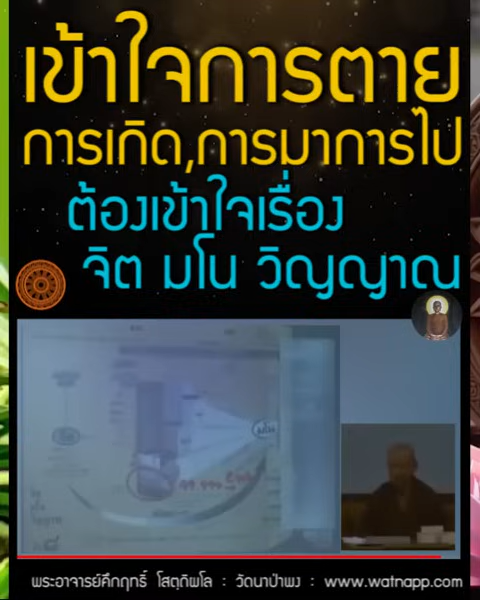 เข้าใจการตาย
การเกิด,การมาการไป
ต้องเข้าใจเรื่อง
จิต มโน วิญญาณ
พระอาจารย์คึกฤทธิ์ โสตฺถิผโล : วัดนาป่าพง : www.watnapp.com